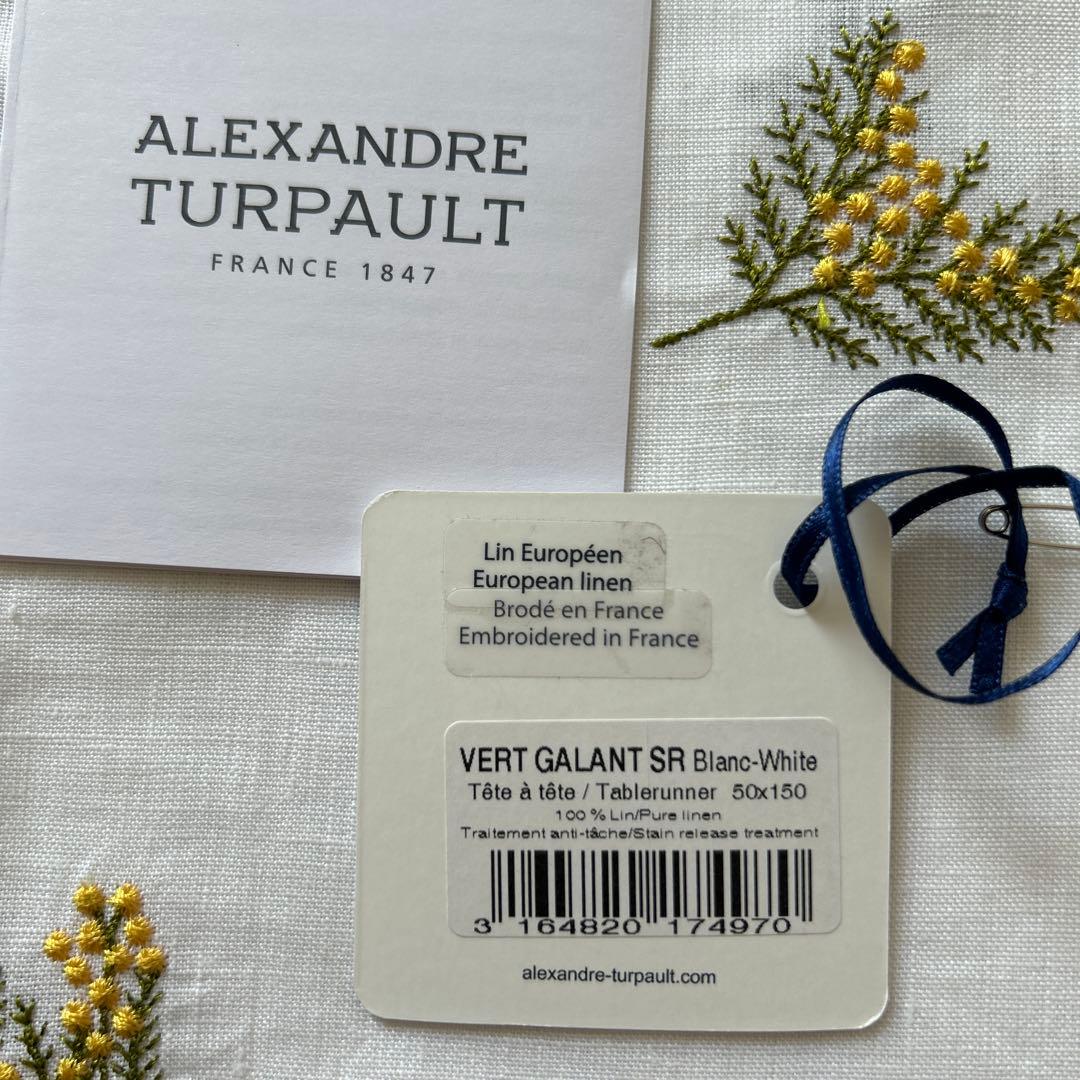 ALEXANDRE
TURPAULT
FRANCE 1847
Lin Européen
European linen
Brodé en France
Embroidered in France
VERT GALANT SR Blanc-White
Tête à tête / Tablerunner 50x150
100 % Lin/Pure linen
Traitement anti-tâche/Stain release treatment
3 164820 174970
alexandre-turpault.com